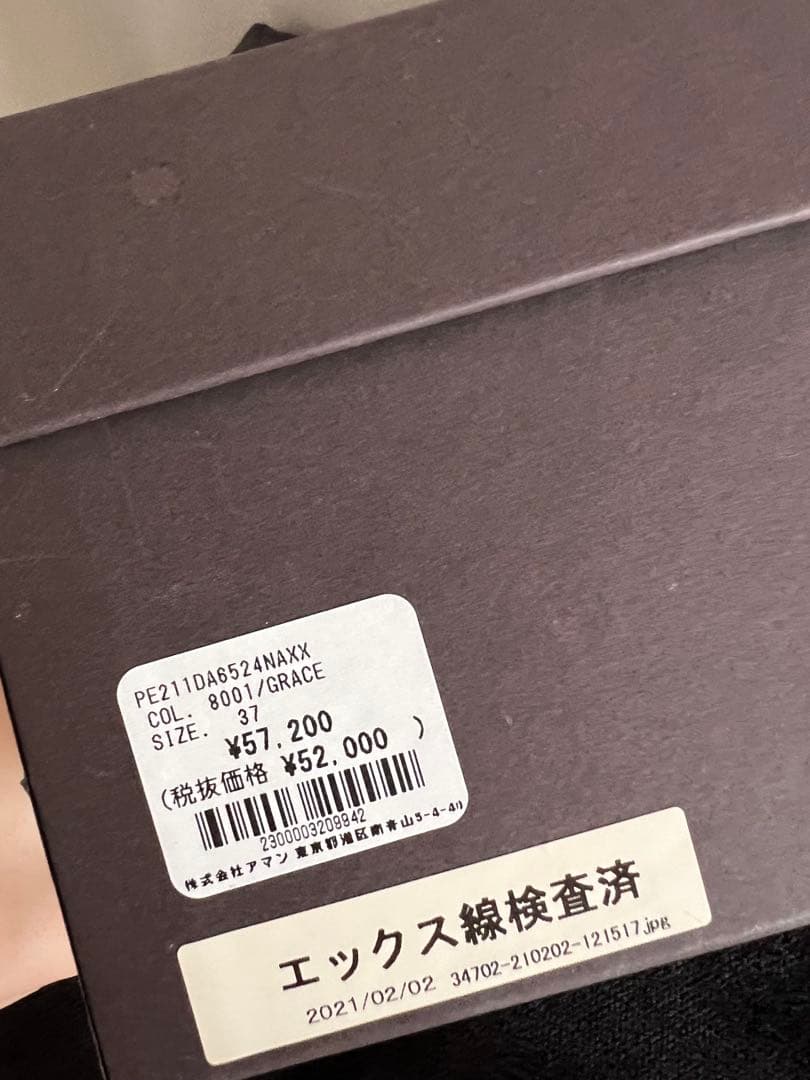 PE211DA6524NAXX
COL. 8001/GRACE
SIZE. 37
¥57,200
(税抜価格 ¥52,000 )
2300003209942
株式会社アマン 東京都港区南青山5-4-4
エックス線検査済
2021/02/02 34702-210202-121517.jpg